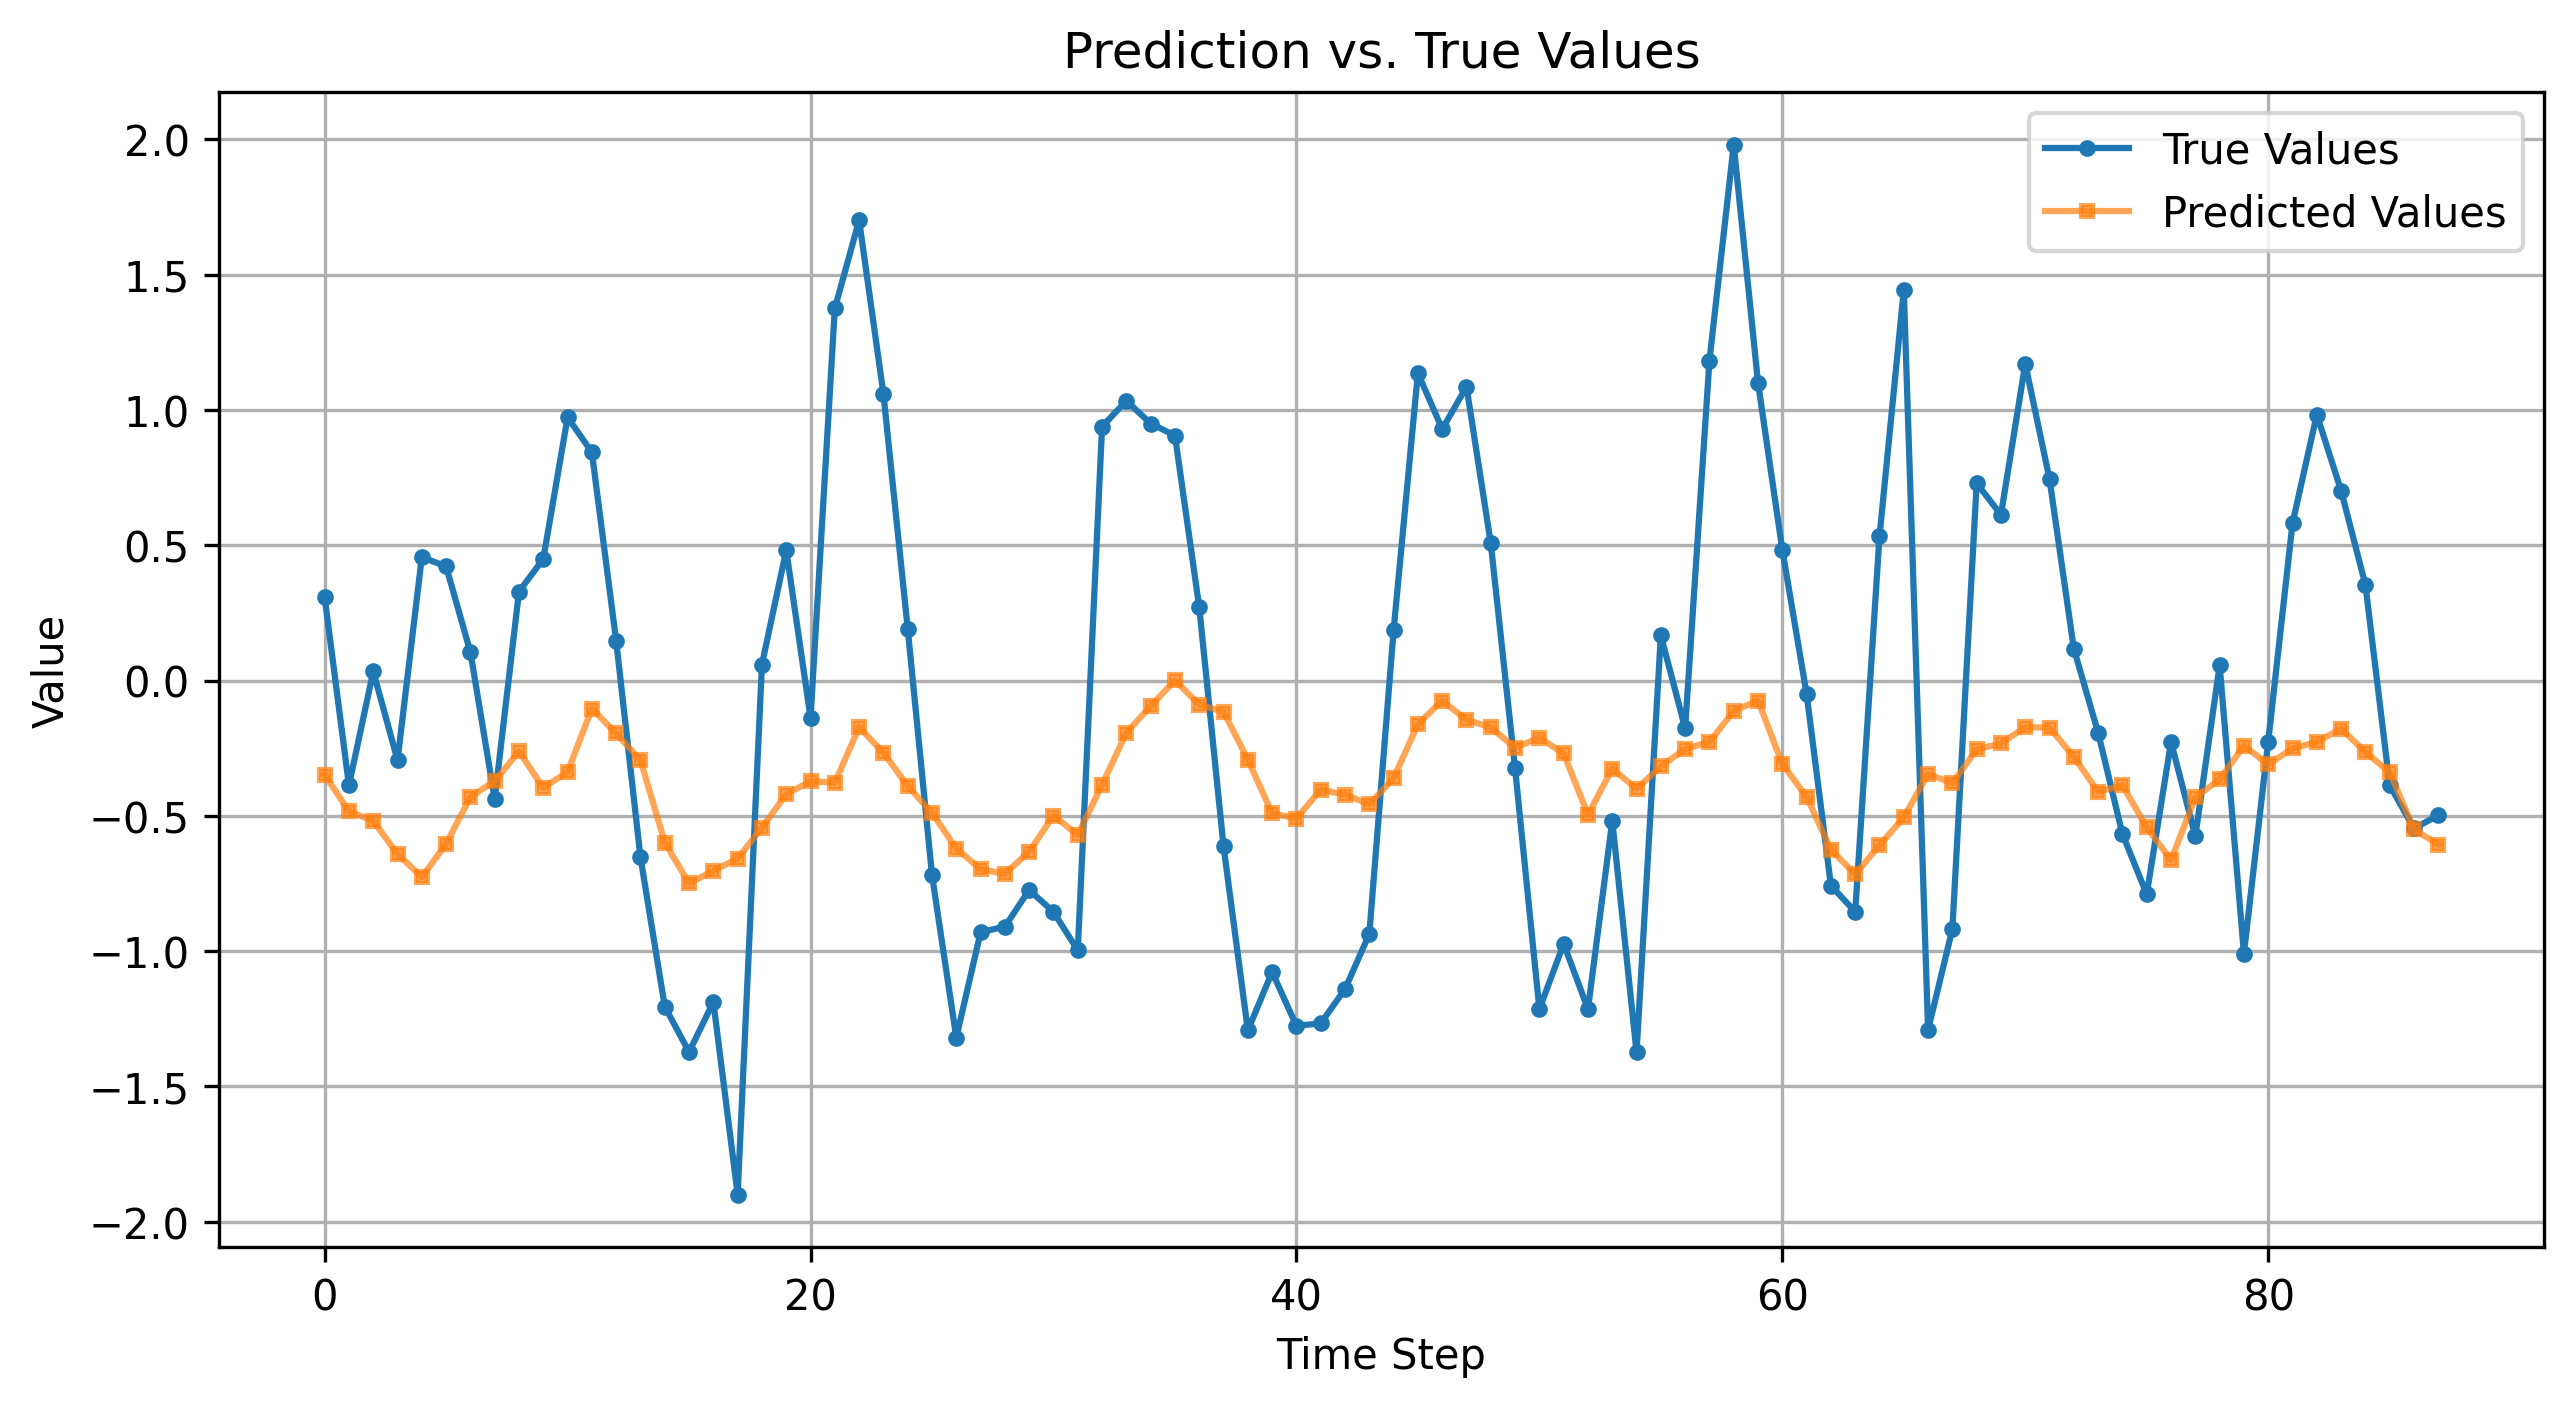 Prediction vs. True Values
True Values
Predicted Values
2.0
1.5
1.0
0.5
0.0
−0.5
−1.0
−1.5
−2.0
Value
0 20 40 60 80
Time Step